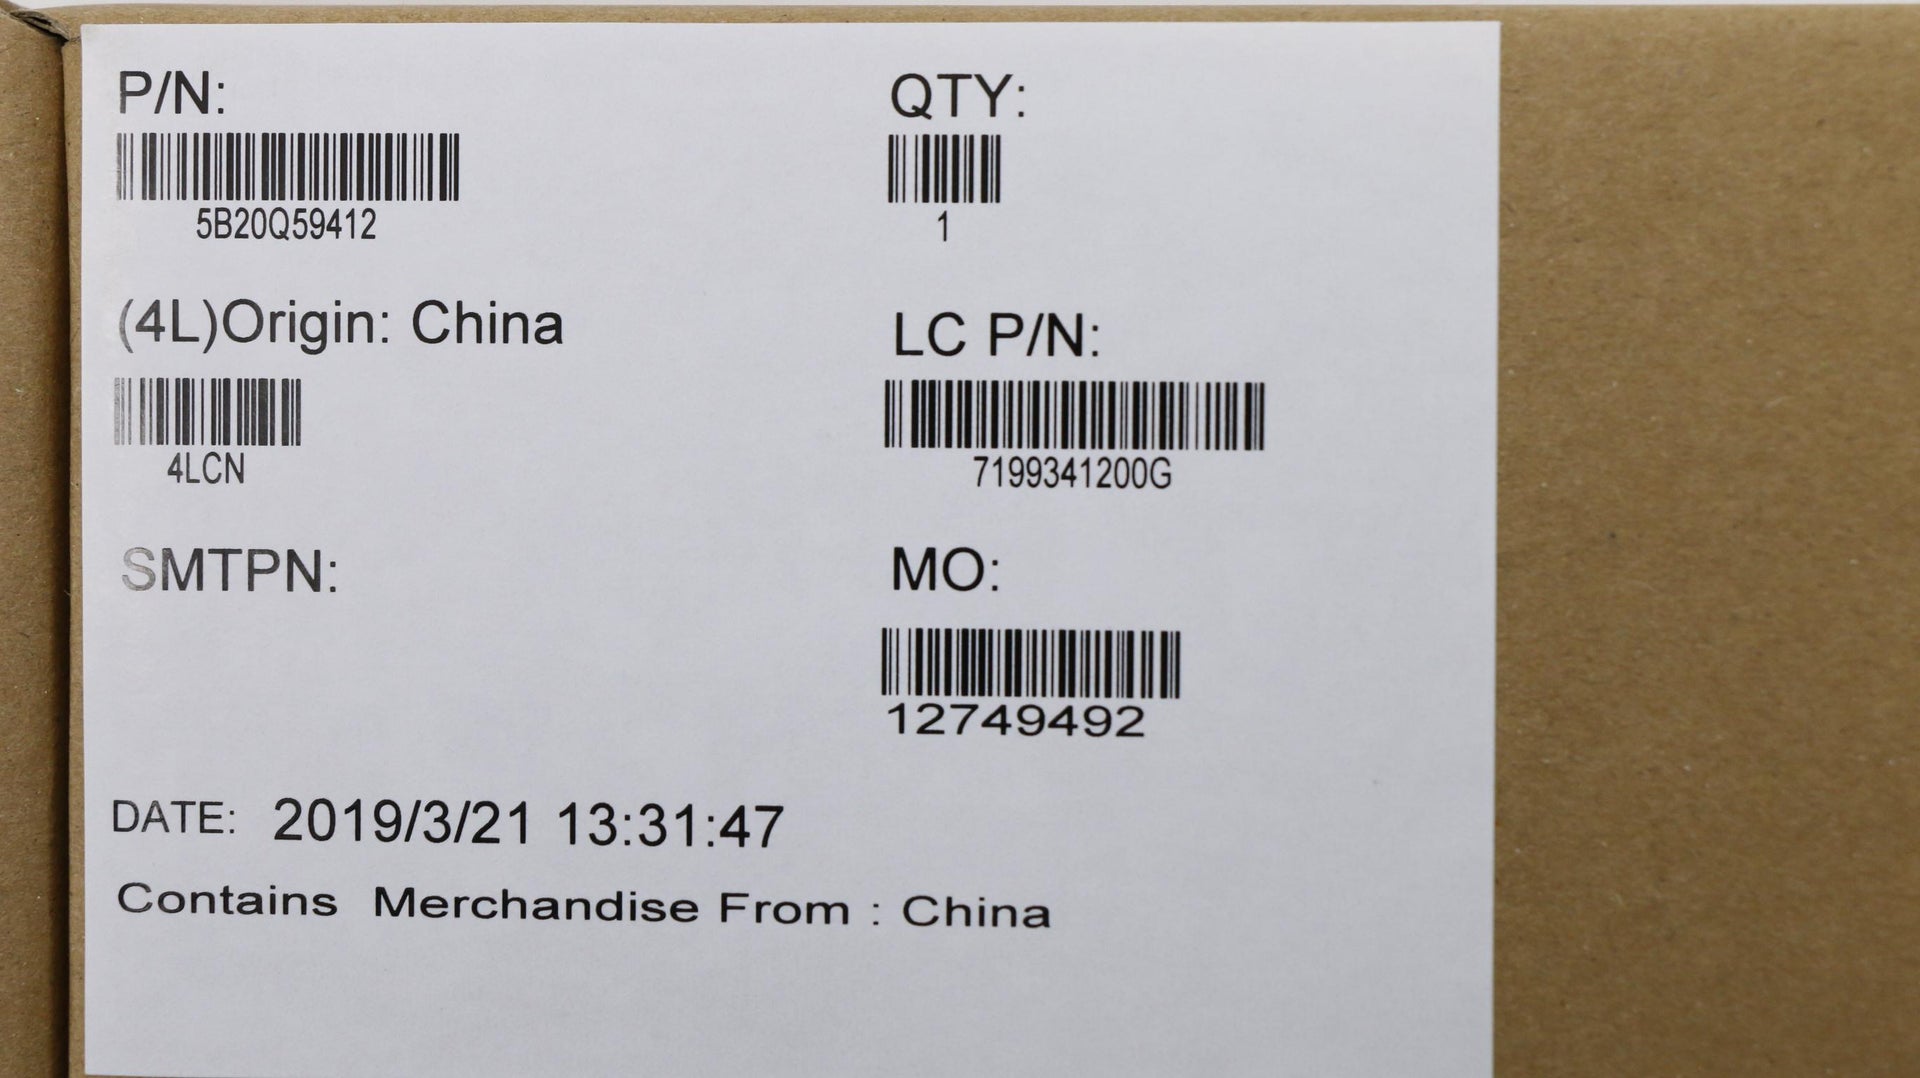 P/N:
5B20Q59412
QTY:
1
(4L)Origin: China
4LCN
LC P/N:
7199341200G
SMTPN:
MO:
12749492
DATE: 2019/3/21 13:31:47
Contains Merchandise From : China